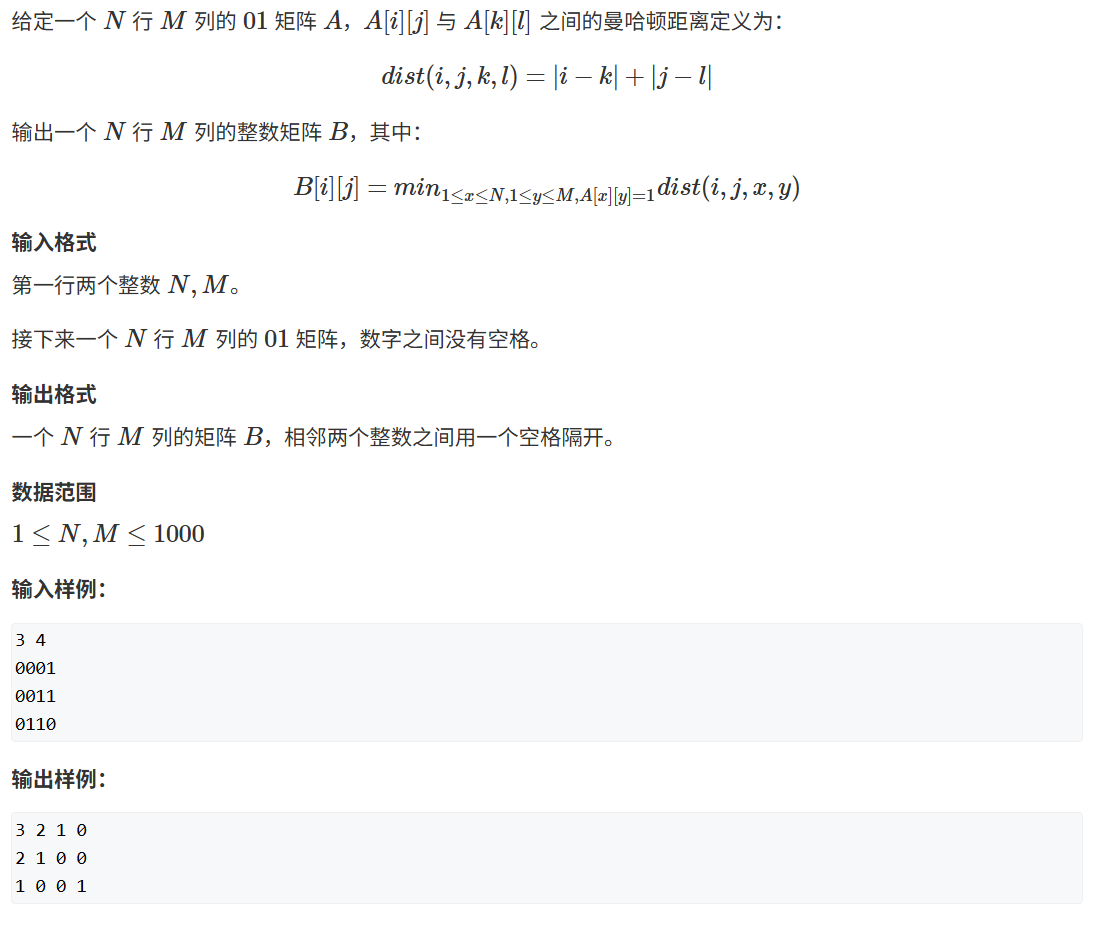 给定一个 N 行 M 列的 01 矩阵 A，A[i][j] 与 A[k][l] 之间的曼哈顿距离定义为：
dist(i, j, k, l) = |i − k| + |j − l|
输出一个 N 行 M 列的整数矩阵 B，其中：
B[i][j] = min_{1≤x≤N,1≤y≤M,A[x][y]=1} dist(i, j, x, y)
输入格式
第一行两个整数 N, M。
接下来一个 N 行 M 列的 01 矩阵，数字之间没有空格。
输出格式
一个 N 行 M 列的矩阵 B，相邻两个整数之间用一个空格隔开。
数据范围
1 ≤ N, M ≤ 1000
输入样例：
3 4
0001
0011
0110
输出样例：
3 2 1 0
2 1 0 0
1 0 0 1